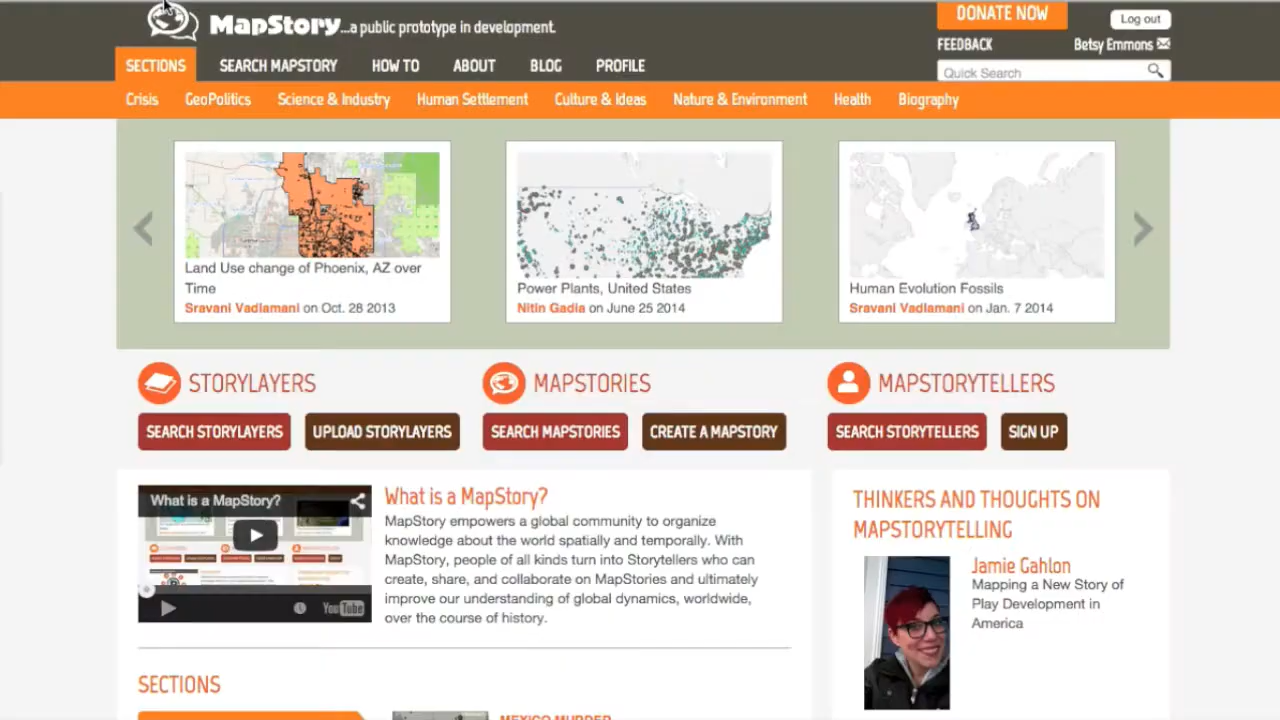 MapStory...a public prototype in development.
DONATE NOW
Log out
FEEDBACK
Betsy Emmons
SECTIONS SEARCH MAPSTORY HOW TO ABOUT BLOG PROFILE
Quick Search
Crisis GeoPolitics Science & Industry Human Settlement Culture & Ideas Nature & Environment Health Biography
Land Use change of Phoenix, AZ over
Time
Sravani Vadlamani on Oct. 28 2013
Power Plants, United States
Nitin Gadia on June 25 2014
Human Evolution Fossils
Sravani Vadlamani on Jan. 7 2014
STORYLAYERS
SEARCH STORYLAYERS UPLOAD STORYLAYERS
MAPSTORIES
SEARCH MAPSTORIES CREATE A MAPSTORY
MAPSTORYTELLERS
SEARCH STORYTELLERS SIGN UP
What is a MapStory?
YouTube
What is a MapStory?
MapStory empowers a global community to organize
knowledge about the world spatially and temporally. With
MapStory, people of all kinds turn into Storytellers who can
create, share, and collaborate on MapStories and ultimately
improve our understanding of global dynamics, worldwide,
over the course of history.
SECTIONS
MEXICO MURDER
THINKERS AND THOUGHTS ON
MAPSTORYTELLING
Jamie Gahlon
Mapping a New Story of
Play Development in
America